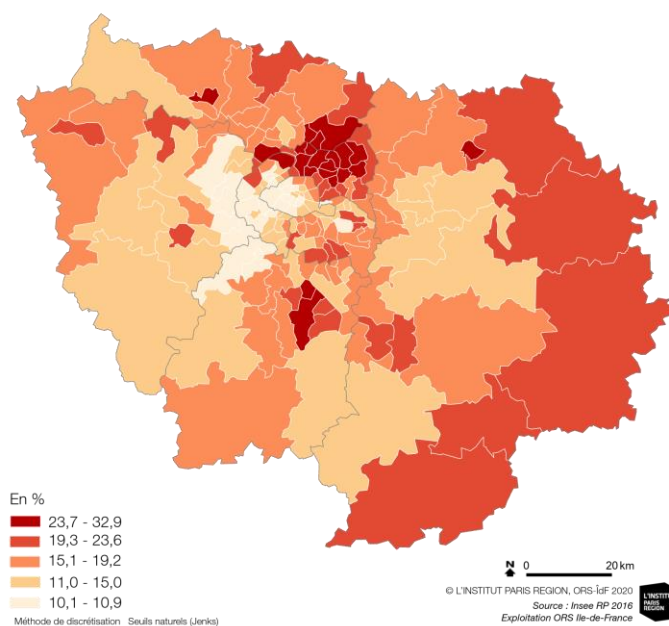 En %
23,7 - 32,9
19,3 - 23,6
15,1 - 19,2
11,0 - 15,0
10,1 - 10,9
Méthode de discrétisation Seuils naturels (Jenks)
N 0 20 km
© L'INSTITUT PARIS REGION, ORS-ÎdF 2020
Source : Insee RP 2016
Exploitation ORS Ile-de-France
L'INSTITUT
PARIS
REGION